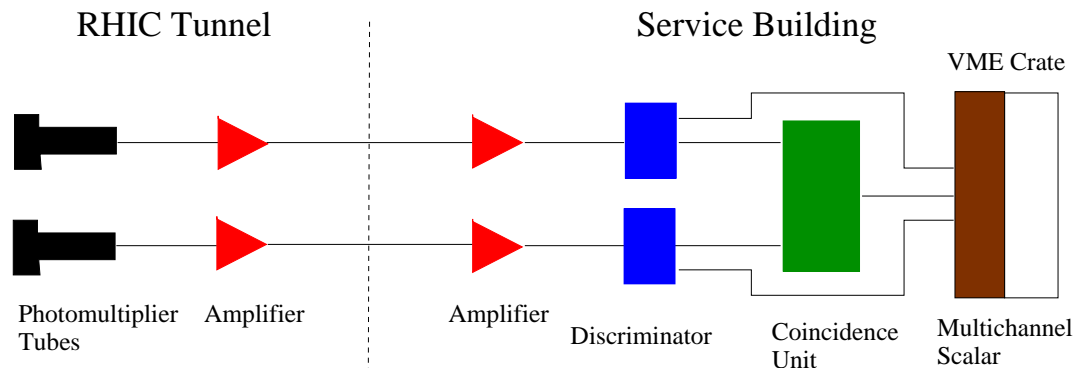 RHIC Tunnel
Service Building
VME Crate
Photomultiplier
Tubes
Amplifier
Amplifier
Discriminator
Coincidence
Unit
Multichannel
Scalar